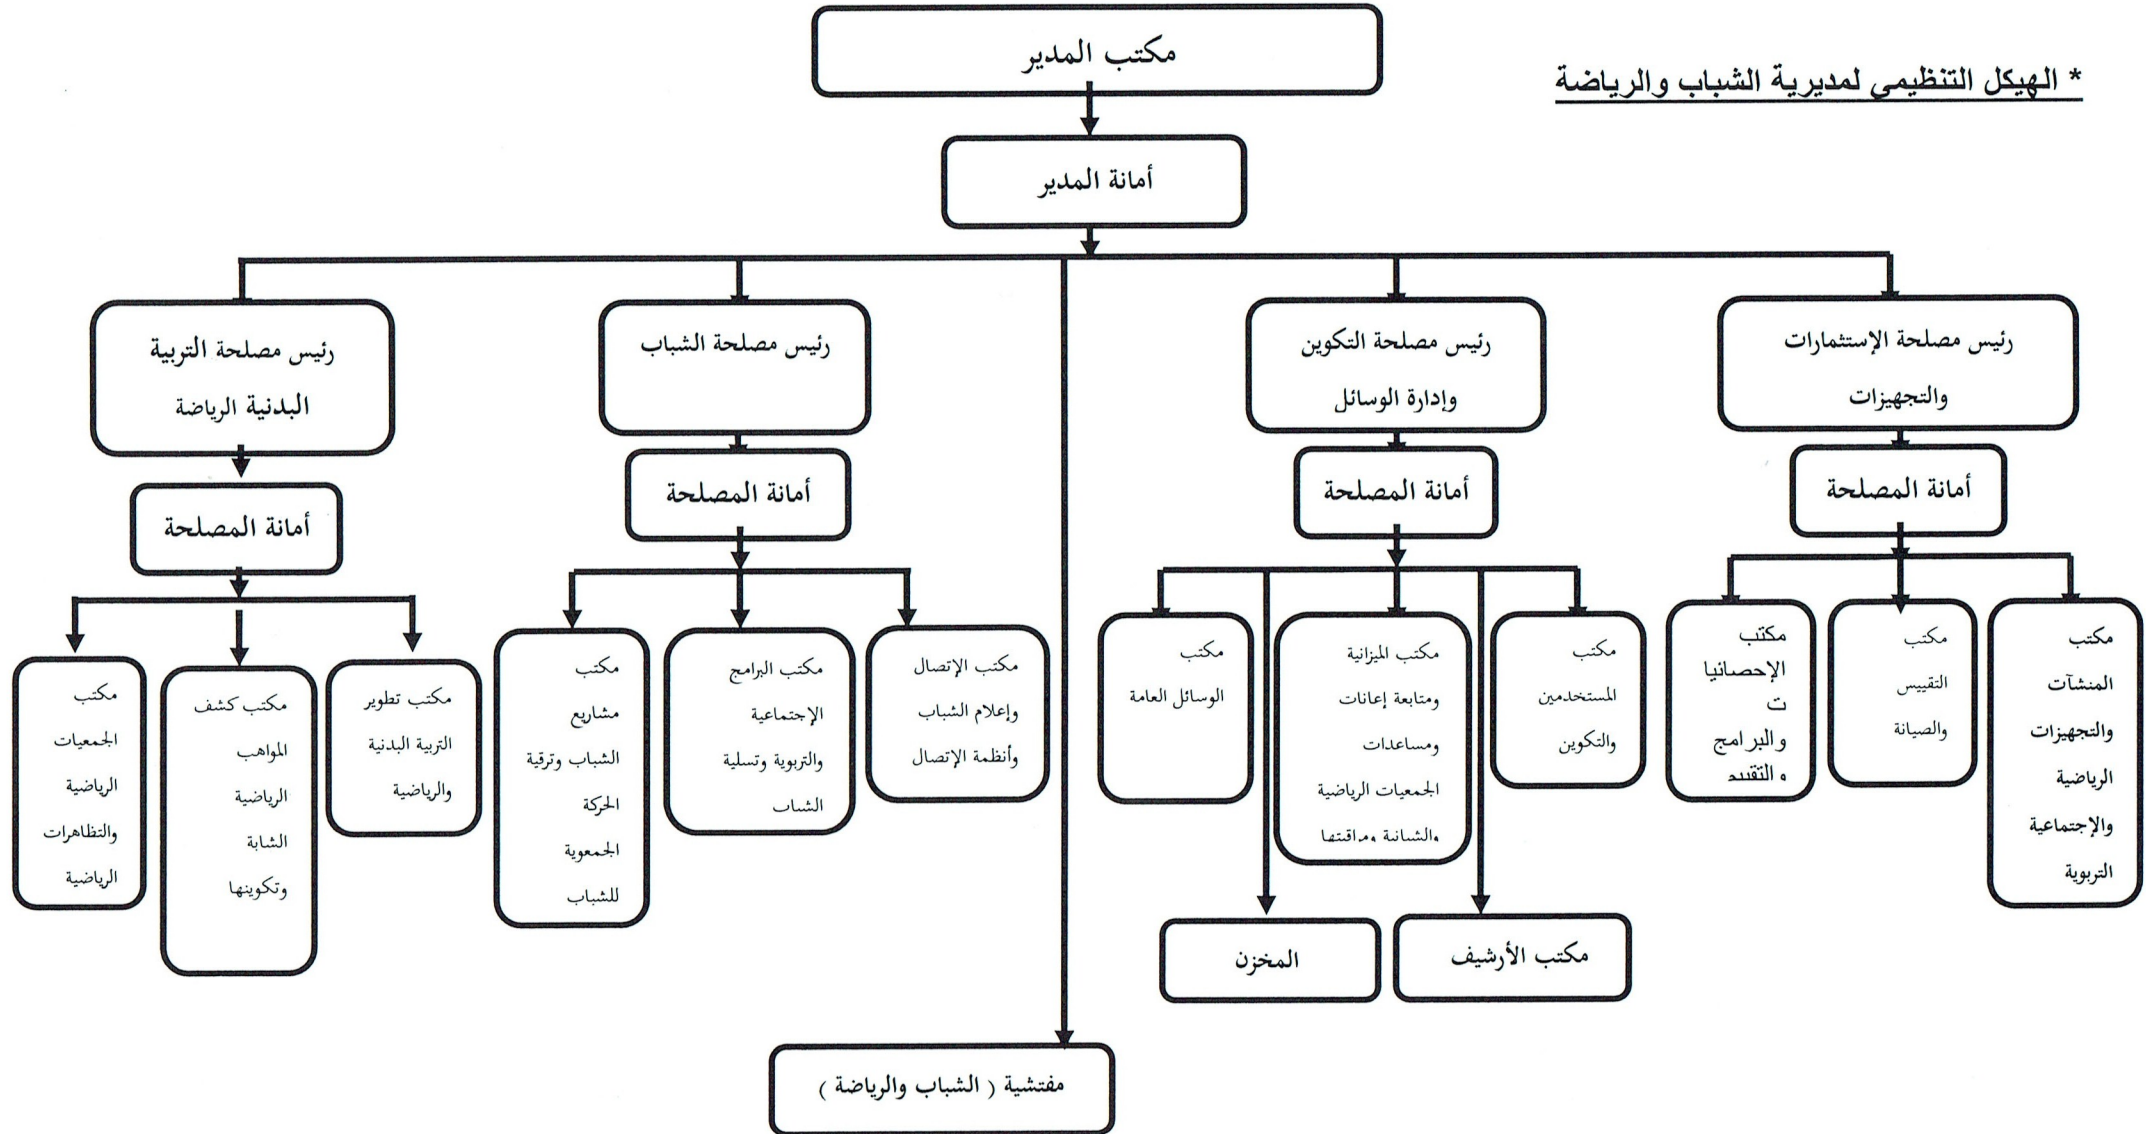 * الهيكل التنظيمي لمديرية الشباب والرياضة
مكتب المدير
أمانة المدير
رئيس مصلحة الإستثمارات
والتجهيزات
رئيس مصلحة التكوين
وإدارة الوسائل
رئيس مصلحة الشباب
رئيس مصلحة التربية
البدنية الرياضة
أمانة المصلحة
أمانة المصلحة
أمانة المصلحة
أمانة المصلحة
مكتب
المنشآت
والتجهيزات
الرياضية
والإجتماعية
التربوية
مكتب
التقييس
والصيانة
مكتب
الإحصائيا
ت
والبرامج
والتقييم
مكتب
المستخدمين
والتكوين
مكتب الميزانية
ومتابعة إعانات
ومساعدات
الجمعيات الرياضية
والشبانية ومراقبتها
مكتب
الوسائل العامة
مكتب الإتصال
وإعلام الشباب
وأنظمة الإتصال
مكتب البرامج
الإجتماعية
والتربوية وتسلية
الشباب
مكتب
مشاريع
الشباب وترقية
الحركة
الجمعوية
للشباب
مكتب تطوير
التربية البدنية
والرياضية
مكتب كشف
المواهب
الرياضية
الشابة
وتكوينها
مكتب
الجمعيات
الرياضية
والتظاهرات
الرياضية
مكتب الأرشيف
المخزن
مفتشية ( الشباب والرياضة )